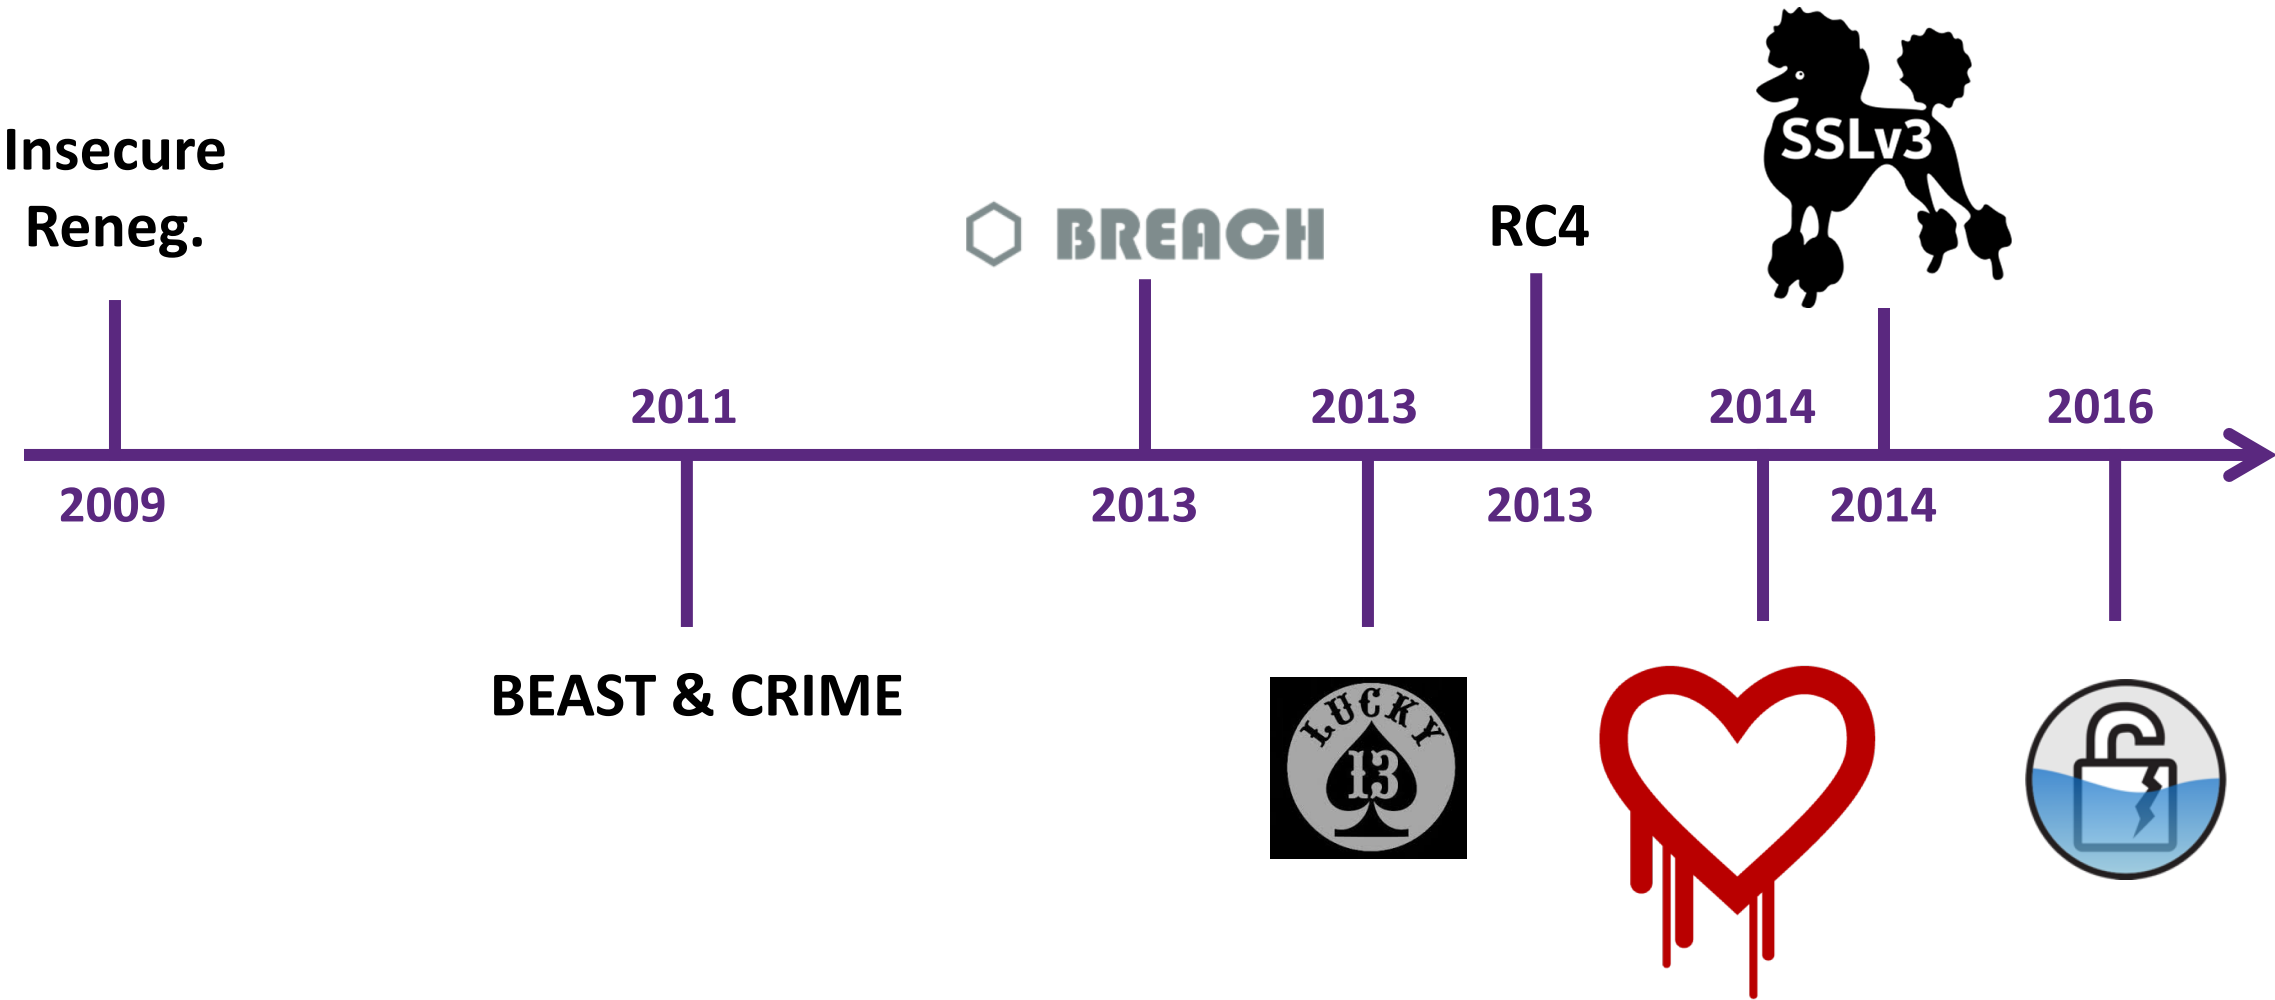 Insecure
Reneg.
BREACH
RC4
SSLv3
2011
2013
2014
2016
2009
2013
2013
2014
BEAST & CRIME
LUCKY
13